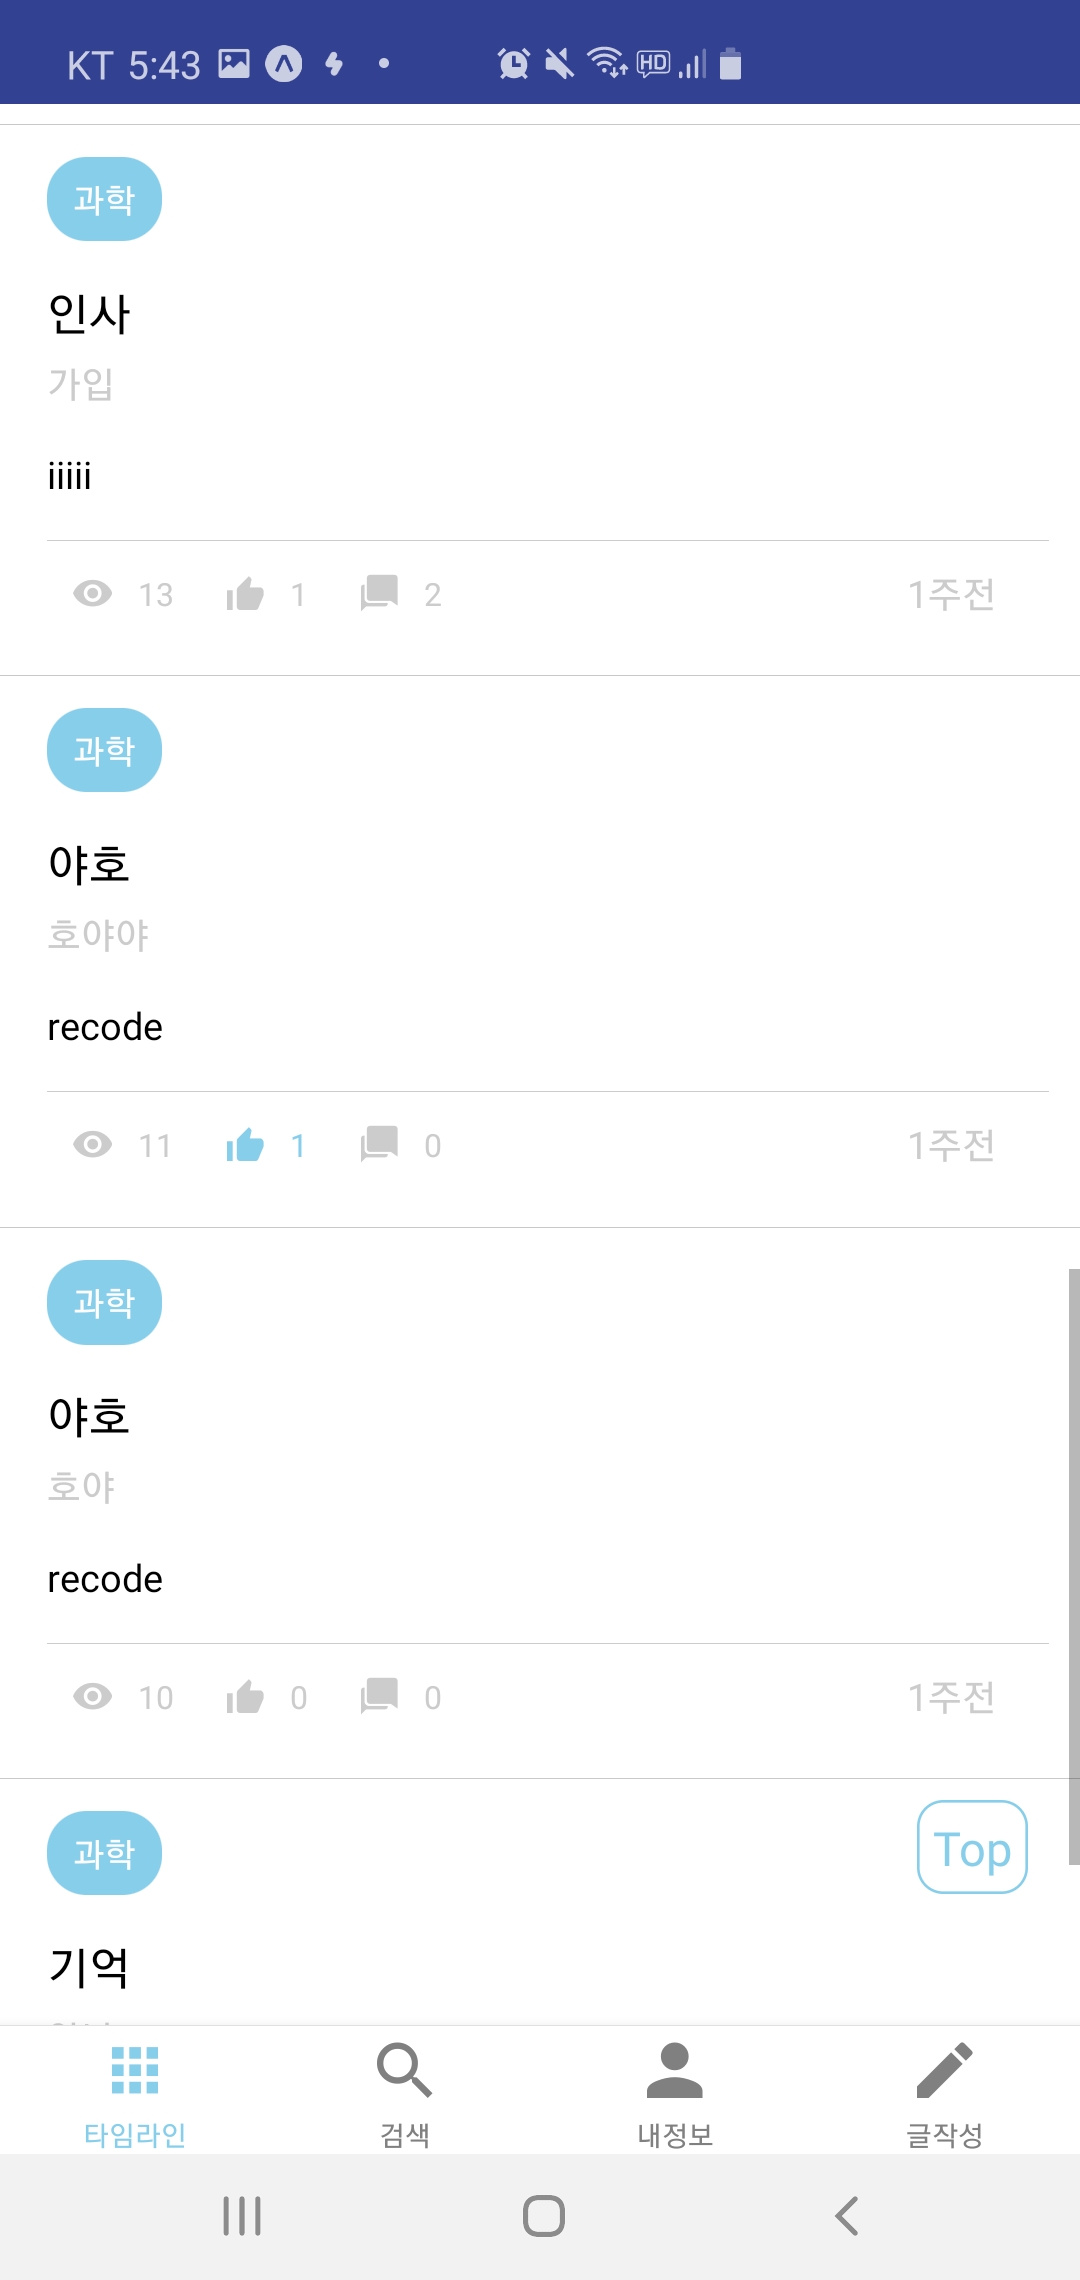 KT 5:43
HD
과학
인사
가입
iiiii
13 1 2 1주전
과학
야호
호야야
recode
11 1 0 1주전
과학
야호
호야
recode
10 0 0 1주전
과학
Top
기억
타임라인 검색 내정보 글작성